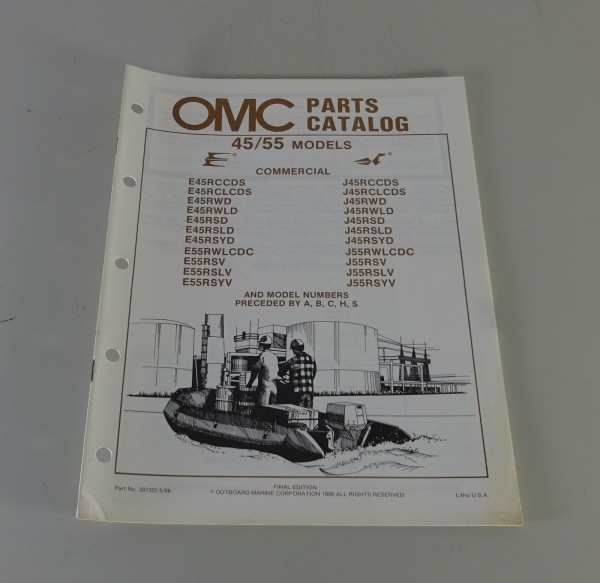 OMC PARTS CATALOG
45/55 MODELS
E® ®
COMMERCIAL
E45RCCDS J45RCCDS
E45RCLCDS J45RCLCDS
E45RWD J45RWD
E45RWLD J45RWLD
E45RSD J45RSD
E45RSLD J45RSLD
E45RSYD J45RSYD
E55RWLCDC J55RWLCDC
E55RSV J55RSV
E55RSLV J55RSLV
E55RSYV J55RSYV
AND MODEL NUMBERS
PRECEDED BY A, B, C, H, S
FINAL EDITION
Part No. © OUTBOARD MARINE CORPORATION ALL RIGHTS RESERVED Litho U.S.A.